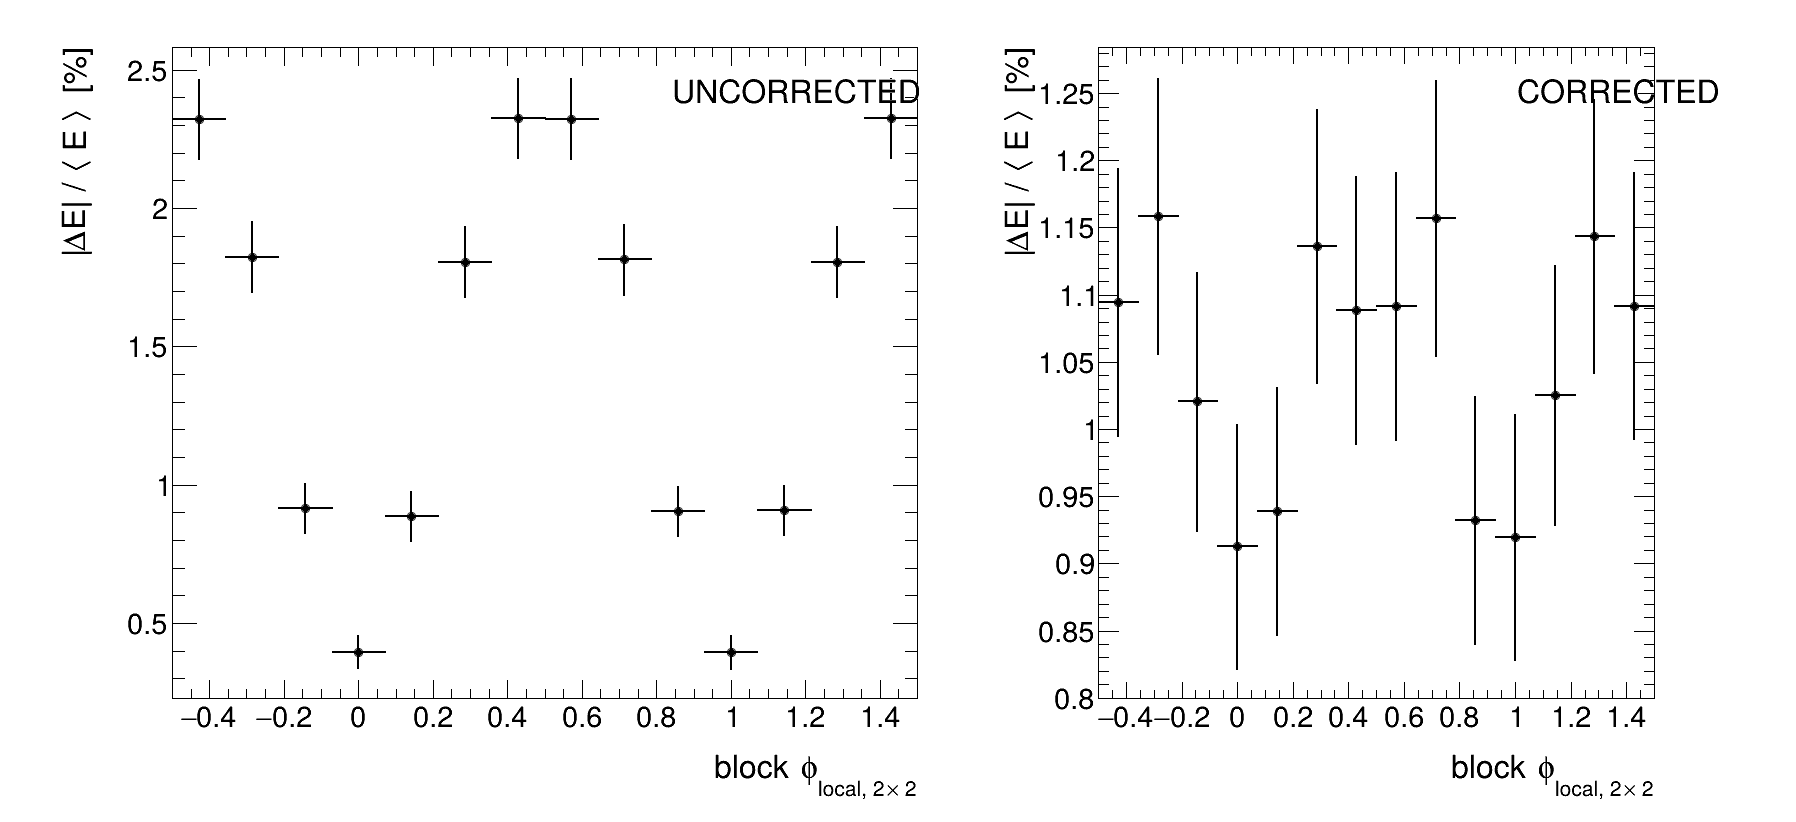 |ΔE| / ⟨ E ⟩ [%]
UNCORRECTED
2.5
2
1.5
1
0.5
−0.4 −0.2 0 0.2 0.4 0.6 0.8 1 1.2 1.4
block ϕlocal, 2× 2
|ΔE| / ⟨ E ⟩ [%]
CORRECTED
1.25
1.2
1.15
1.1
1.05
1
0.95
0.9
0.85
0.8
−0.4 −0.2 0 0.2 0.4 0.6 0.8 1 1.2 1.4
block ϕlocal, 2× 2